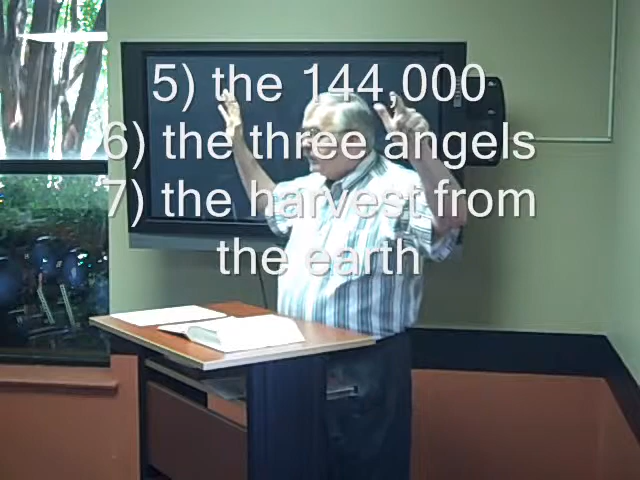 5) the 144,000
6) the three angels
7) the harvest from
the earth